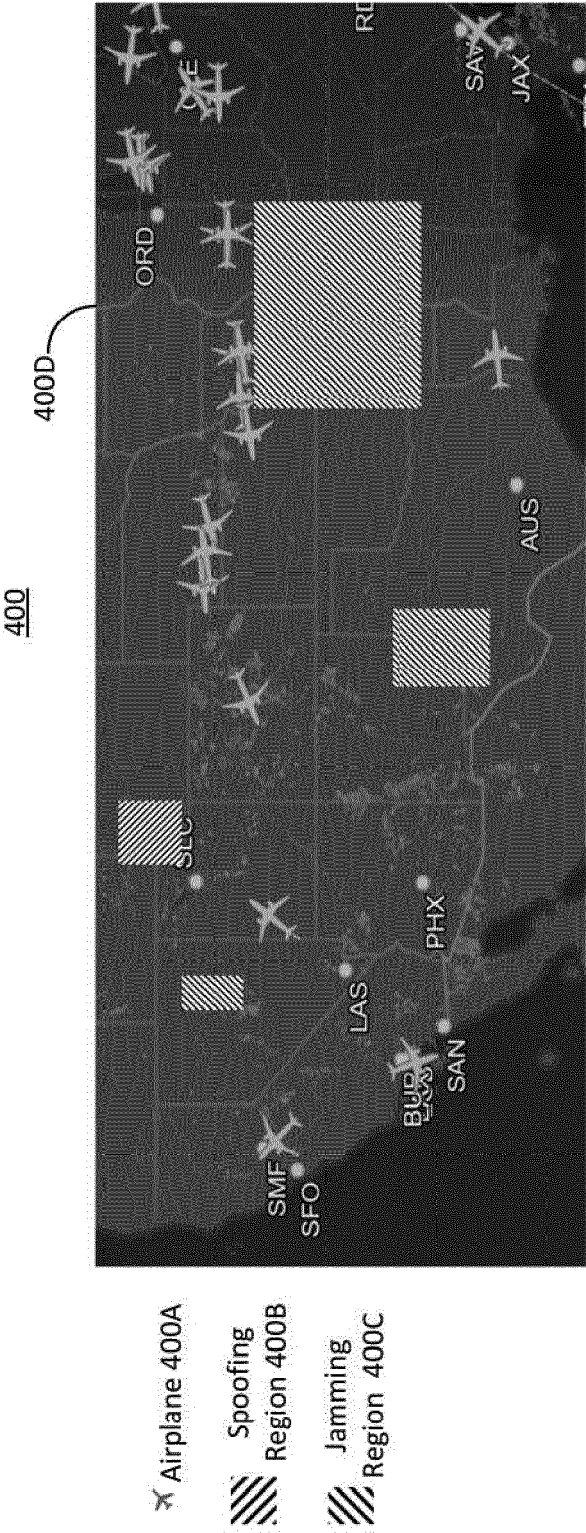 400
400D
Airplane 400A
Spoofing
Region 400B
Jamming
Region 400C
ORD
SLC
SMF
SFO
LAS
BUR
SAN
PHX
AUS
SAV
JAX